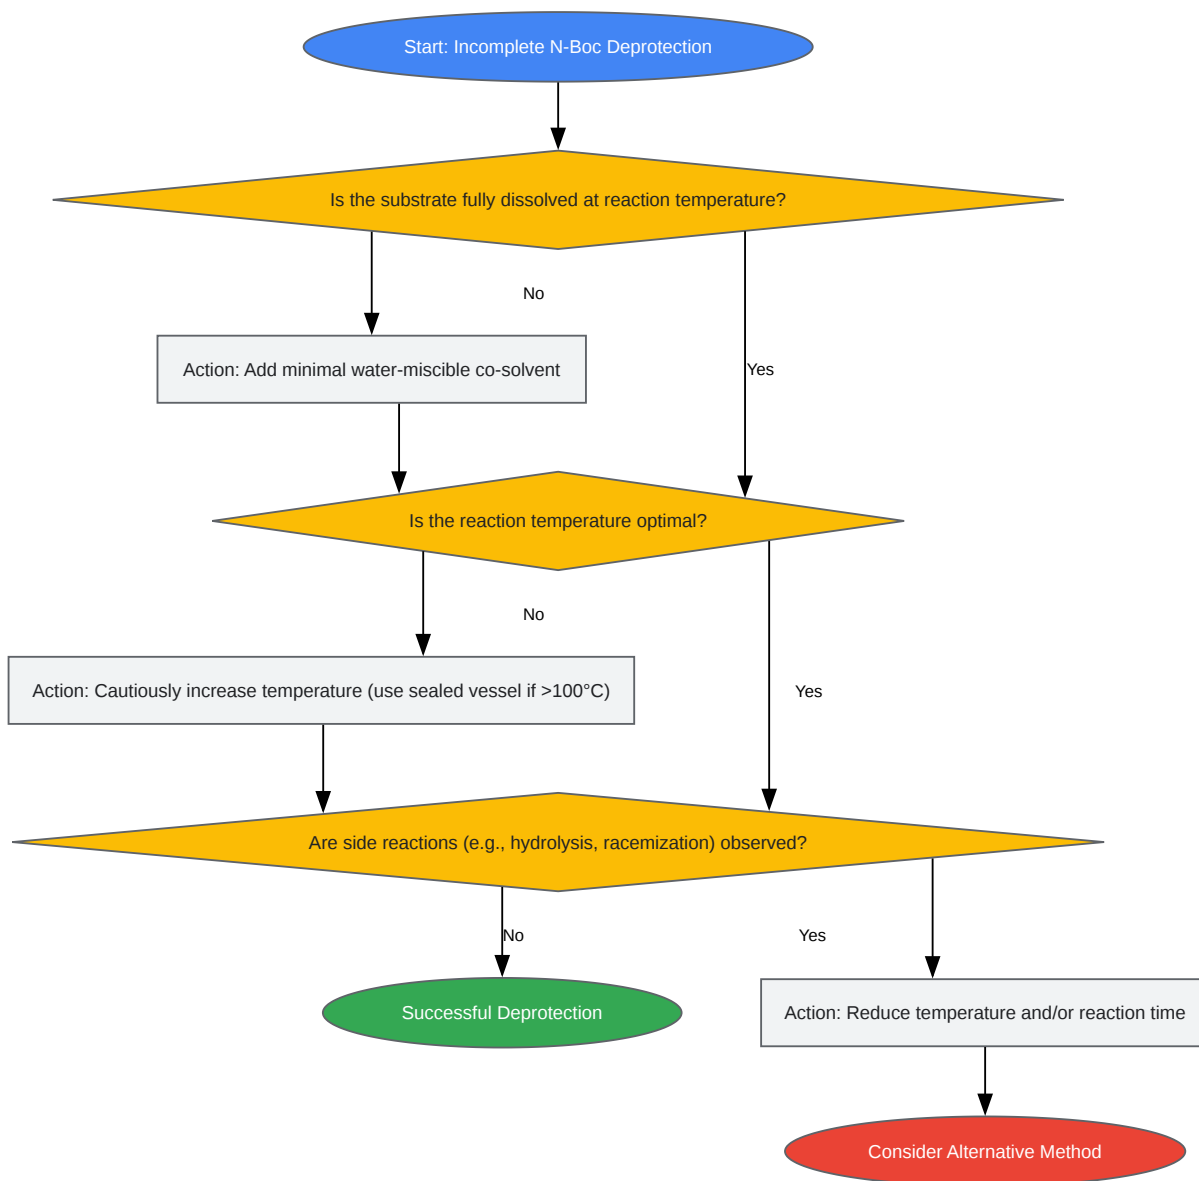 Start: Incomplete N-Boc Deprotection
Is the substrate fully dissolved at reaction temperature?
No
Action: Add minimal water-miscible co-solvent
Yes
Is the reaction temperature optimal?
No
Action: Cautiously increase temperature (use sealed vessel if >100°C)
Yes
Are side reactions (e.g., hydrolysis, racemization) observed?
No
Yes
Successful Deprotection
Action: Reduce temperature and/or reaction time
Consider Alternative Method